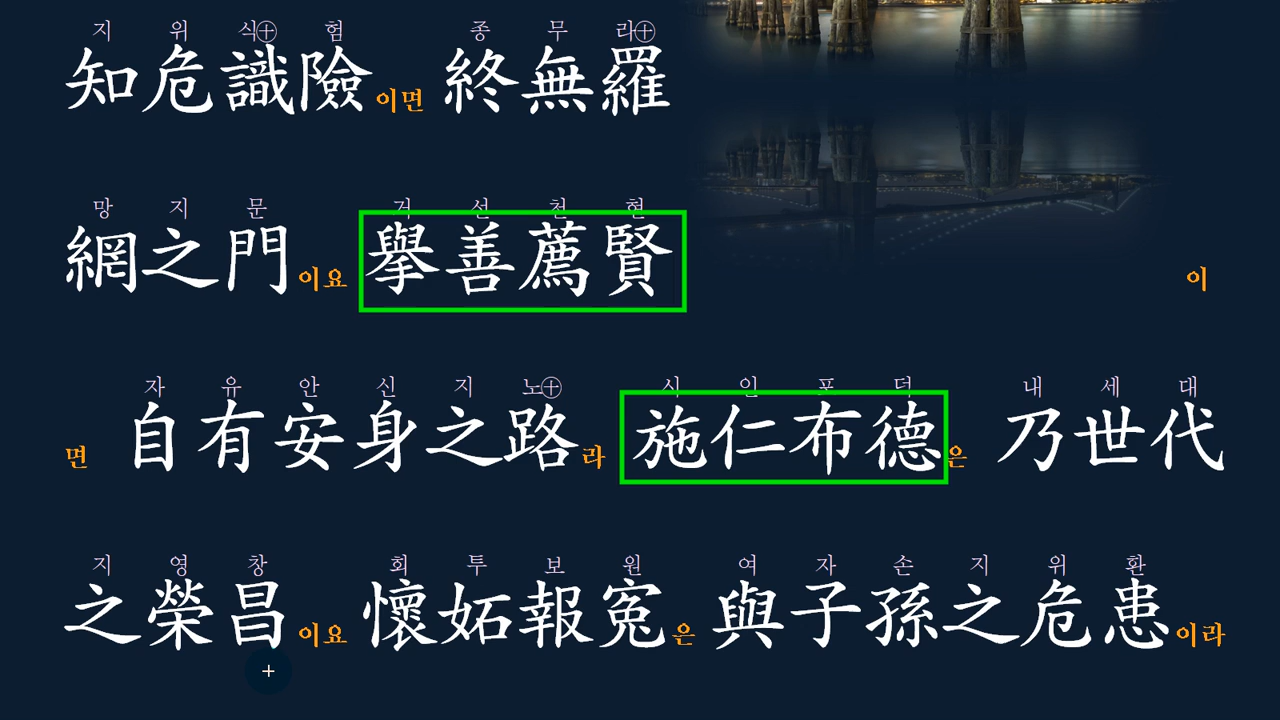 지 위 식 험 종 무 라
知危識險이면 終無羅
망 지 문 거 선 천 현
網之門이요 擧善薦賢 이
자 유 안 신 지 노 시 인 포 덕 내 세 대
면 自有安身之路라 施仁布德은 乃世代
지 영 창 회 투 보 원 여 자 손 지 위 환
之榮昌이요 懷妬報冤은 與子孫之危患이라